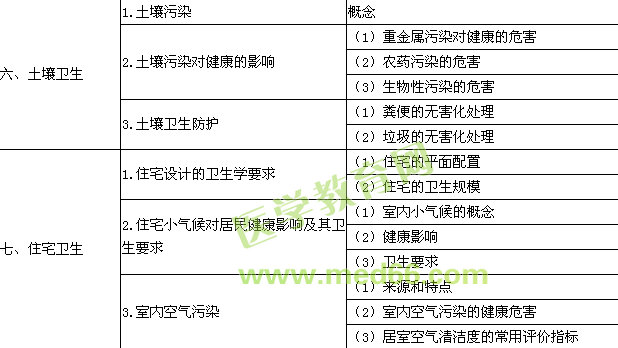 六、土壤卫生
1.土壤污染
概念
2.土壤污染对健康的影响
(1)重金属污染对健康的危害
(2)农药污染的危害
(3)生物性污染的危害
3.土壤卫生防护
(1)粪便的无害化处理
(2)垃圾的无害化处理
七、住宅卫生
1.住宅设计的卫生学要求
(1)住宅的平面配置
(2)住宅的卫生规模
2.住宅小气候对居民健康影响及其卫
生要求
(1)室内小气候的概念
(2)健康影响
(3)卫生要求
3.室内空气污染
(1)来源和特点
(2)室内空气污染的健康危害
(3)居室空气清洁度的常用评价指标
医学教育网
www.med66.com